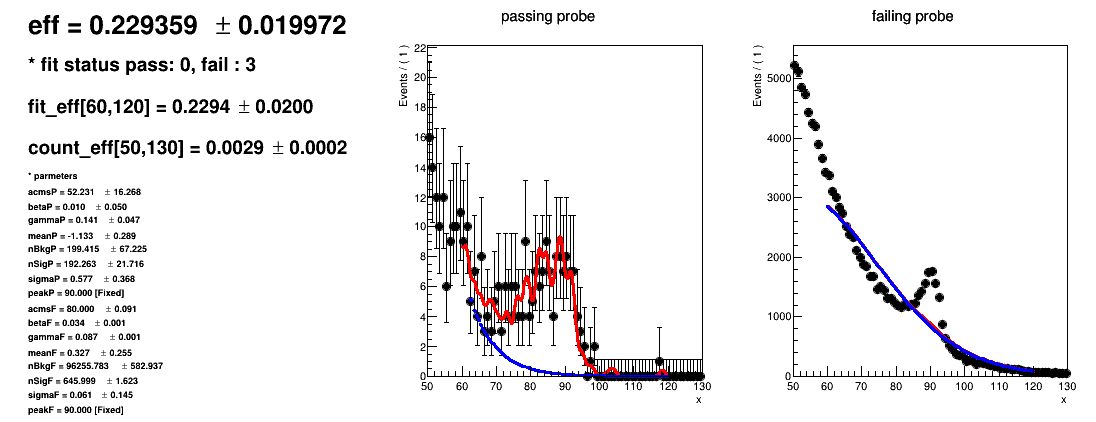 eff = 0.229359 ± 0.019972
* fit status pass: 0, fail : 3
fit_eff[60,120] = 0.2294 ± 0.0200
count_eff[50,130] = 0.0029 ± 0.0002
* parmeters
acmsP = 52.231 ± 16.268
betaP = 0.010 ± 0.050
gammaP = 0.141 ± 0.047
meanP = -1.133 ± 0.289
nBkgP = 199.415 ± 67.225
nSigP = 192.263 ± 21.716
sigmaP = 0.577 ± 0.368
peakP = 90.000 [Fixed]
acmsF = 80.000 ± 0.091
betaF = 0.034 ± 0.001
gammaF = 0.087 ± 0.001
meanF = 0.327 ± 0.255
nBkgF = 96255.783 ± 582.937
nSigF = 645.999 ± 1.623
sigmaF = 0.061 ± 0.145
peakF = 90.000 [Fixed]
passing probe
Events / ( 1 )
22
20
18
16
14
12
10
8
6
4
2
0
50 60 70 80 90 100 110 120 130
x
failing probe
Events / ( 1 )
5000
4000
3000
2000
1000
0
50 60 70 80 90 100 110 120 130
x